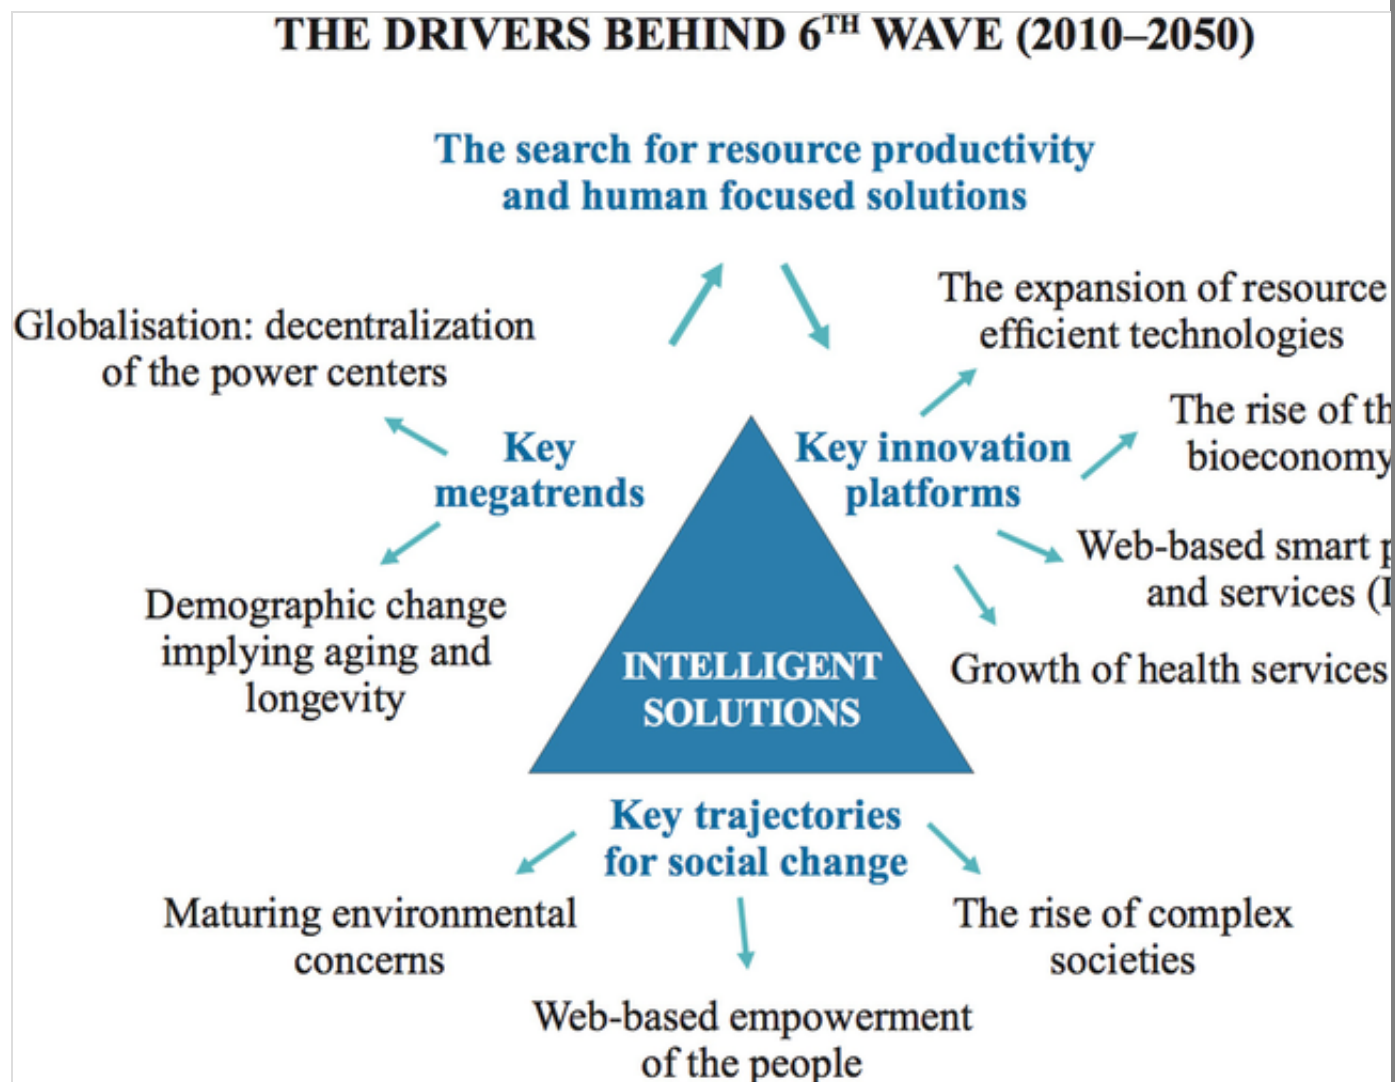 THE DRIVERS BEHIND 6TH WAVE (2010–2050)
The search for resource productivity
and human focused solutions
Globalisation: decentralization
of the power centers
Key
megatrends
Demographic change
implying aging and
longevity
Key innovation
platforms
The expansion of resource
efficient technologies
The rise of
bioeconomy
Web-based smart
and services
Growth of health services
INTELLIGENT
SOLUTIONS
Key trajectories
for social change
Maturing environmental
concerns
Web-based empowerment
of the people
The rise of complex
societies